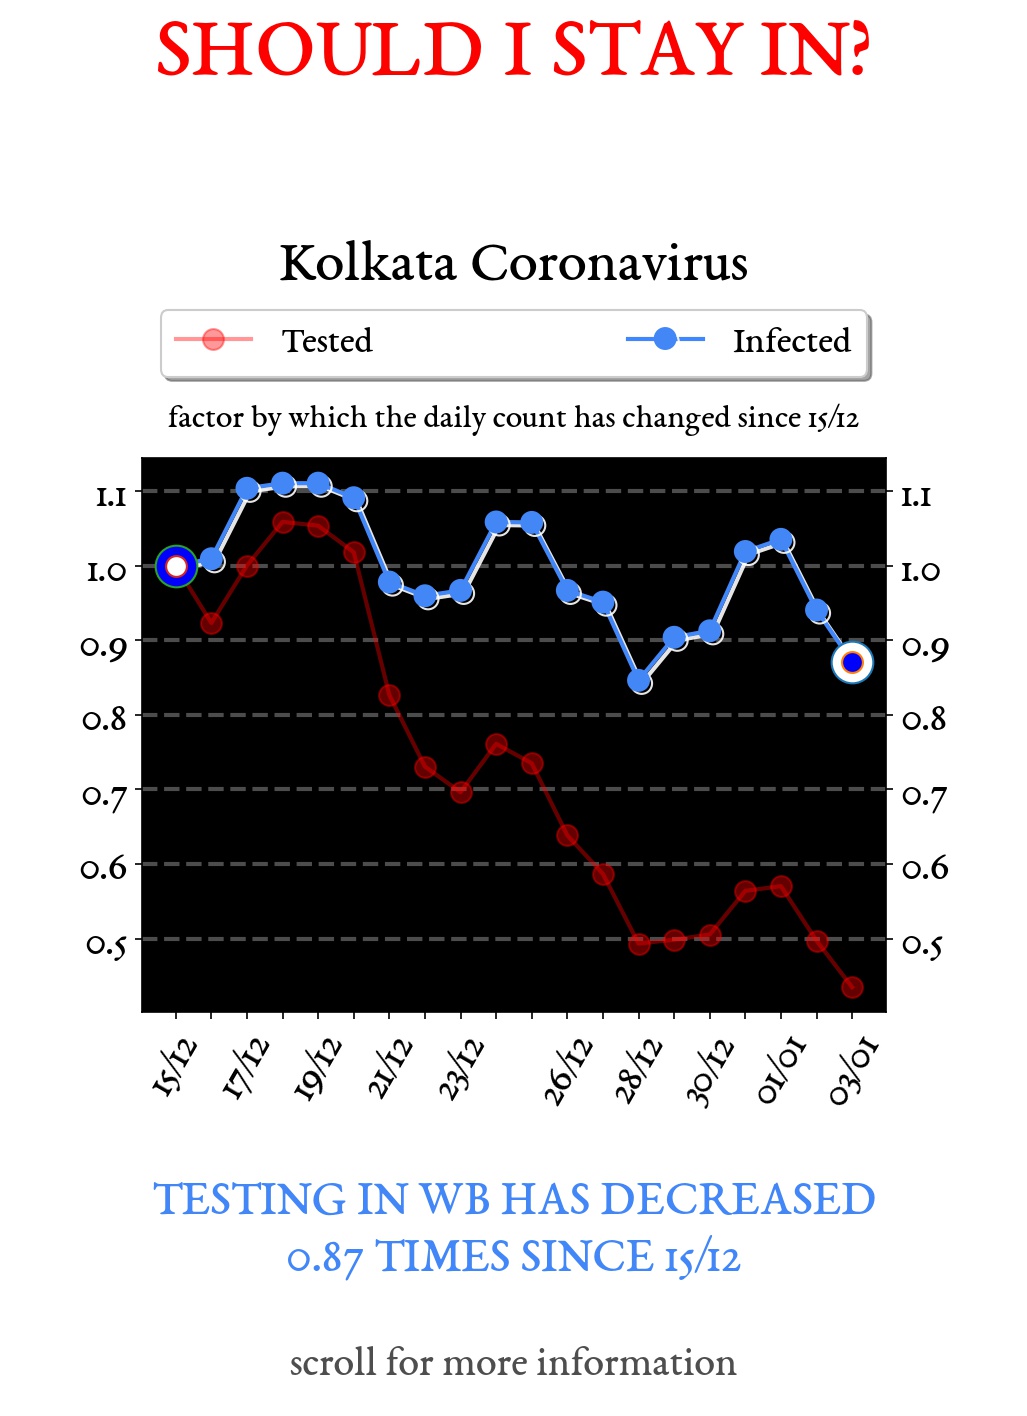 SHOULD I STAY IN?
Kolkata Coronavirus
Tested Infected
factor by which the daily count has changed since 15/12
1.1 1.1
1.0 1.0
0.9 0.9
0.8 0.8
0.7 0.7
0.6 0.6
0.5 0.5
15/12 17/12 19/12 21/12 23/12 26/12 28/12 30/12 01/01 03/01
TESTING IN WB HAS DECREASED
0.87 TIMES SINCE 15/12
scroll for more information